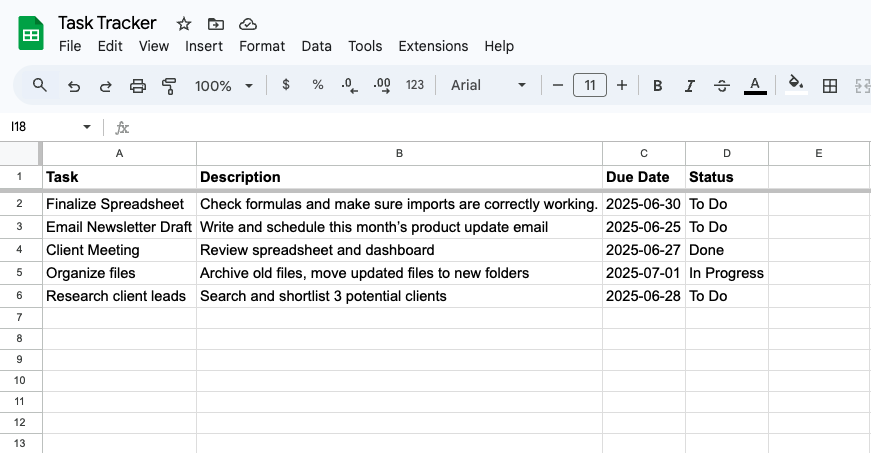 Task Tracker
File Edit View Insert Format Data Tools Extensions Help
100% $ % .0 .00 123 Arial 11 B I S A
I18 fx
A B C D E
1 Task Description Due Date Status
2 Finalize Spreadsheet Check formulas and make sure imports are correctly working. 2025-06-30 To Do
3 Email Newsletter Draft Write and schedule this month’s product update email 2025-06-25 To Do
4 Client Meeting Review spreadsheet and dashboard 2025-06-27 Done
5 Organize files Archive old files, move updated files to new folders 2025-07-01 In Progress
6 Research client leads Search and shortlist 3 potential clients 2025-06-28 To Do
7
8
9
10
11
12
13